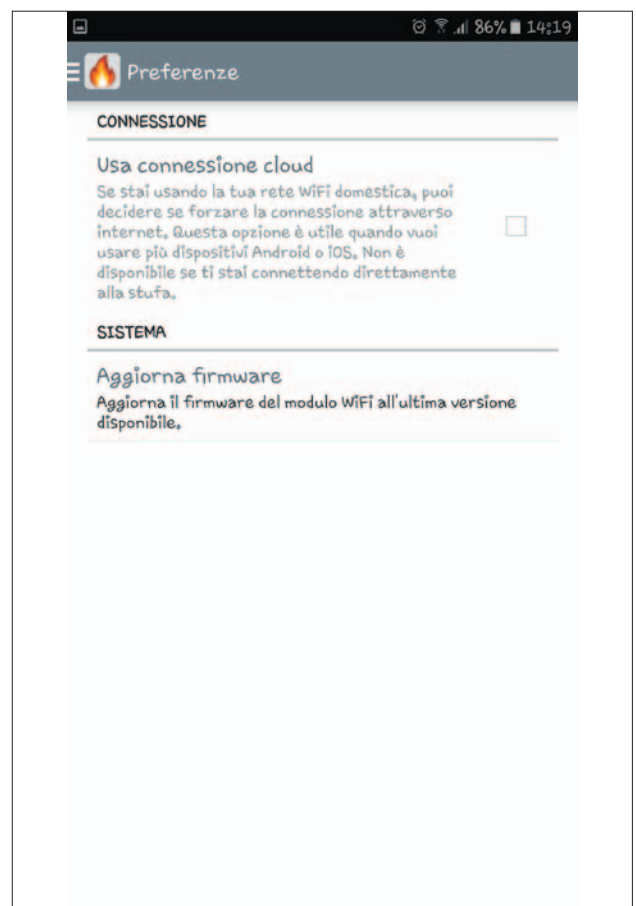 86% 14:19
Preferenze
CONNESSIONE
Usa connessione cloud
Se stai usando la tua rete WiFi domestica, puoi
decidere se forzare la connessione attraverso
internet. Questa opzione è utile quando vuoi
usare più dispositivi Android o iOS. Non è
disponibile se ti stai connettendo direttamente
alla stufa.
SISTEMA
Aggiorna firmware
Aggiorna il firmware del modulo WiFi all'ultima versione
disponibile.